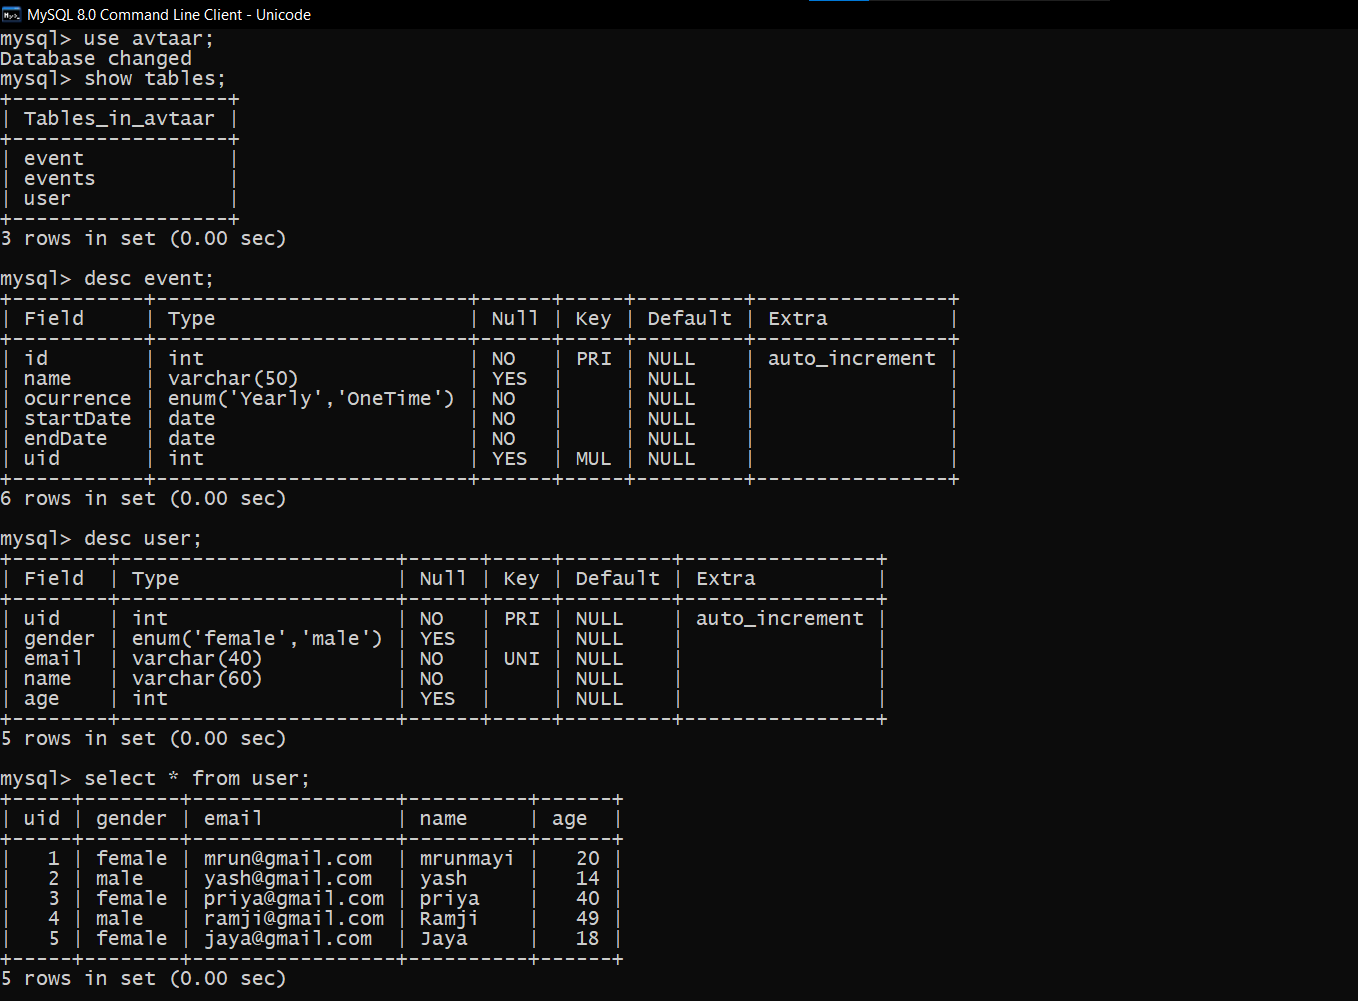 MySQL 8.0 Command Line Client - Unicode
mysql> use avtaar;
Database changed
mysql> show tables;
+------------------+
| Tables_in_avtaar |
+------------------+
| event            |
| events           |
| user             |
+------------------+
3 rows in set (0.00 sec)

mysql> desc event;
+-----------+--------------------------+------+-----+---------+----------------+
| Field     | Type                     | Null | Key | Default | Extra          |
+-----------+--------------------------+------+-----+---------+----------------+
| id        | int                      | NO   | PRI | NULL    | auto_increment |
| name      | varchar(50)              | YES  |     | NULL    |                |
| ocurrence | enum('Yearly','OneTime') | NO   |     | NULL    |                |
| startDate | date                     | NO   |     | NULL    |                |
| endDate   | date                     | NO   |     | NULL    |                |
| uid       | int                      | YES  | MUL | NULL    |                |
+-----------+--------------------------+------+-----+---------+----------------+
6 rows in set (0.00 sec)

mysql> desc user;
+--------+-----------------------+------+-----+---------+----------------+
| Field  | Type                  | Null | Key | Default | Extra          |
+--------+-----------------------+------+-----+---------+----------------+
| uid    | int                   | NO   | PRI | NULL    | auto_increment |
| gender | enum('female','male') | YES  |     | NULL    |                |
| email  | varchar(40)           | NO   | UNI | NULL    |                |
| name   | varchar(60)           | NO   |     | NULL    |                |
| age    | int                   | YES  |     | NULL    |                |
+--------+-----------------------+------+-----+---------+----------------+
5 rows in set (0.00 sec)

mysql> select * from user;
+-----+--------+-----------------+----------+------+
| uid | gender | email           | name     | age  |
+-----+--------+-----------------+----------+------+
|   1 | female | mrun@gmail.com  | mrunmayi |   20 |
|   2 | male   | yash@gmail.com  | yash     |   14 |
|   3 | female | priya@gmail.com | priya    |   40 |
|   4 | male   | ramji@gmail.com | Ramji    |   49 |
|   5 | female | jaya@gmail.com  | Jaya     |   18 |
+-----+--------+-----------------+----------+------+
5 rows in set (0.00 sec)